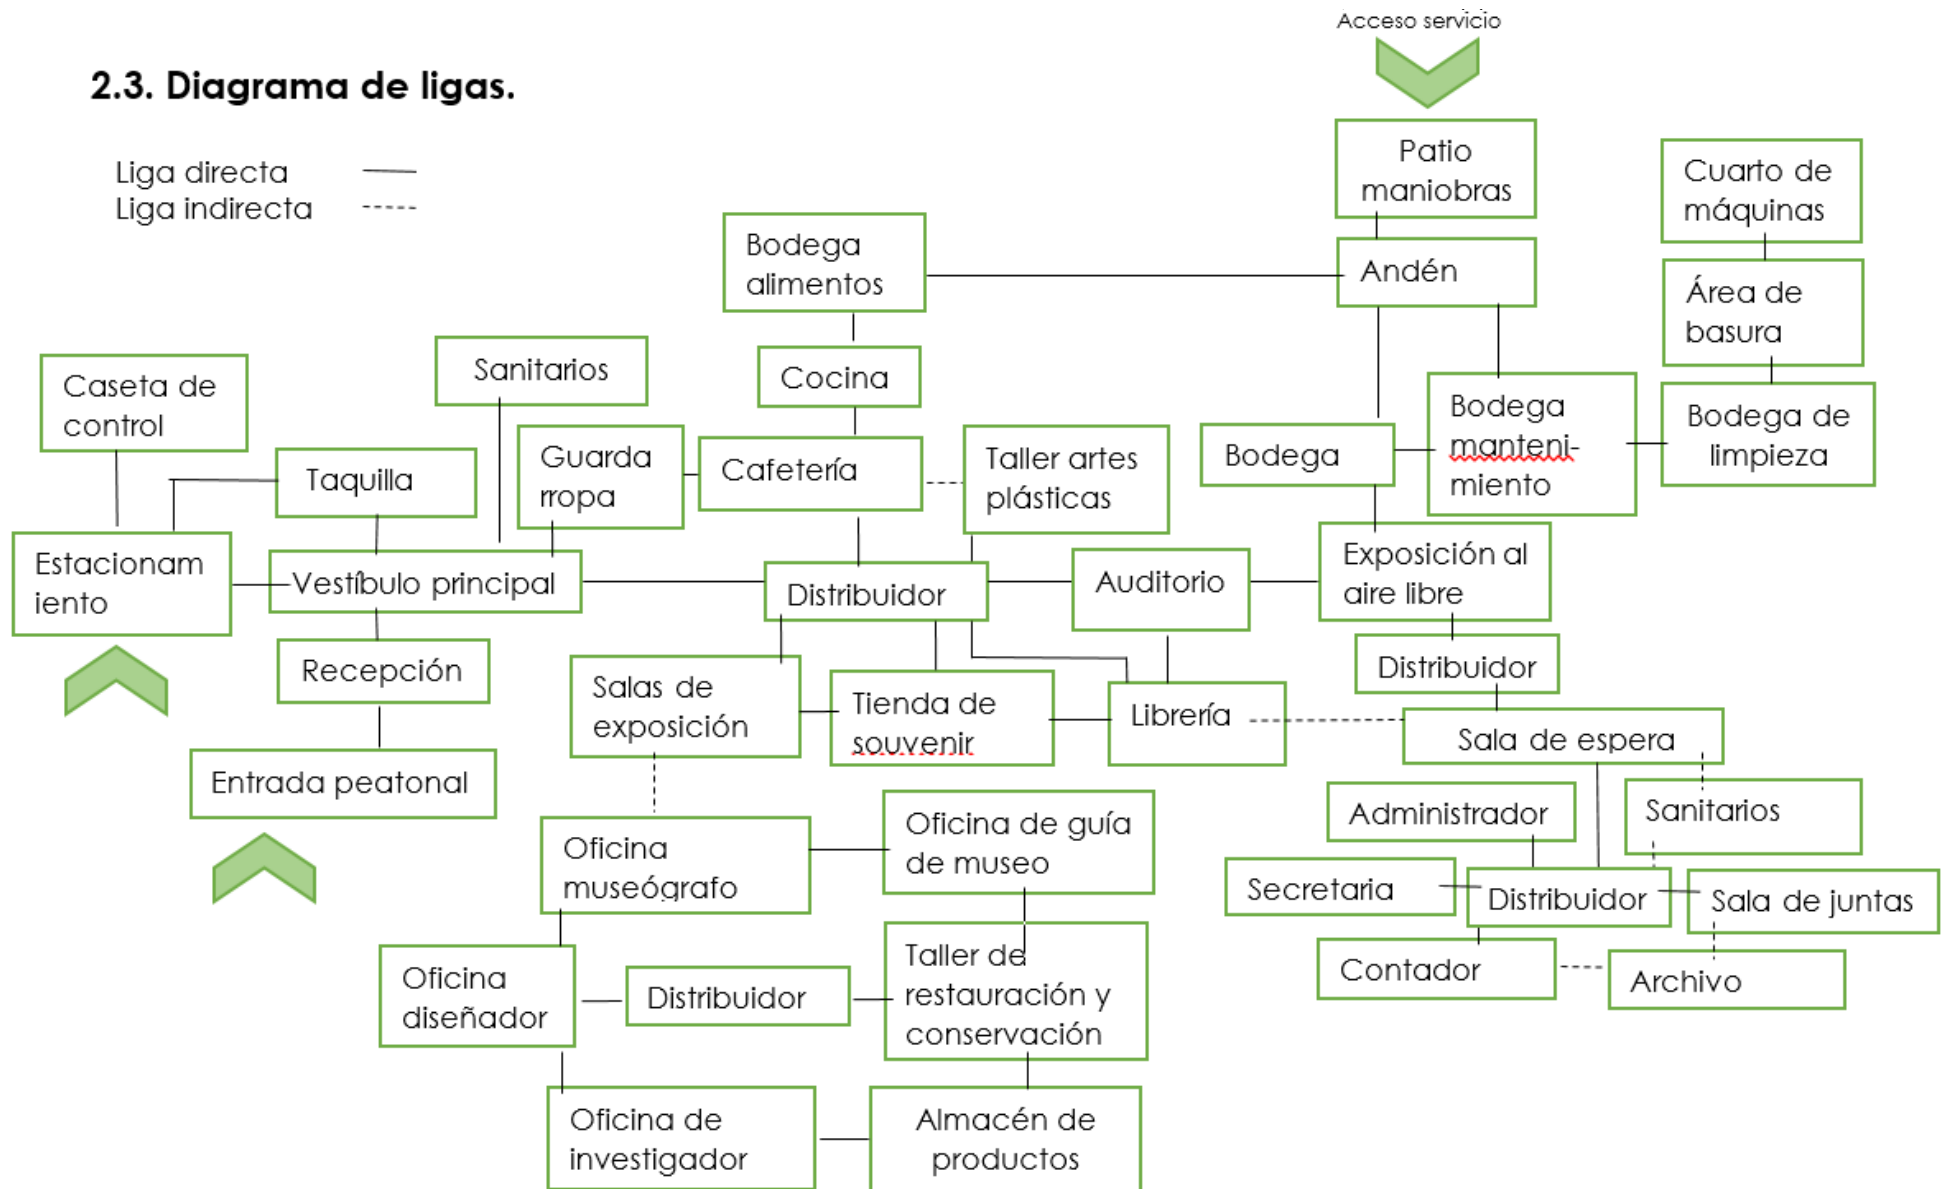 Acceso servicio
2.3. Diagrama de ligas.
Liga directa
Liga indirecta
Patio
maniobras
Cuarto de
máquinas
Bodega
alimentos
Andén
Área de
basura
Caseta de
control
Sanitarios
Cocina
Bodega
manteni-
miento
Bodega de
limpieza
Taquilla
Guarda
rropa
Cafetería
Taller artes
plásticas
Bodega
Estacionam
iento
Vestíbulo principal
Distribuidor
Auditorio
Exposición al
aire libre
Recepción
Salas de
exposición
Tienda de
souvenir
Librería
Distribuidor
Sala de espera
Entrada peatonal
Administrador
Sanitarios
Oficina
museógrafo
Oficina de guía
de museo
Secretaria
Distribuidor
Sala de juntas
Contador
Archivo
Oficina
diseñador
Distribuidor
Taller de
restauración y
conservación
Oficina de
investigador
Almacén de
productos